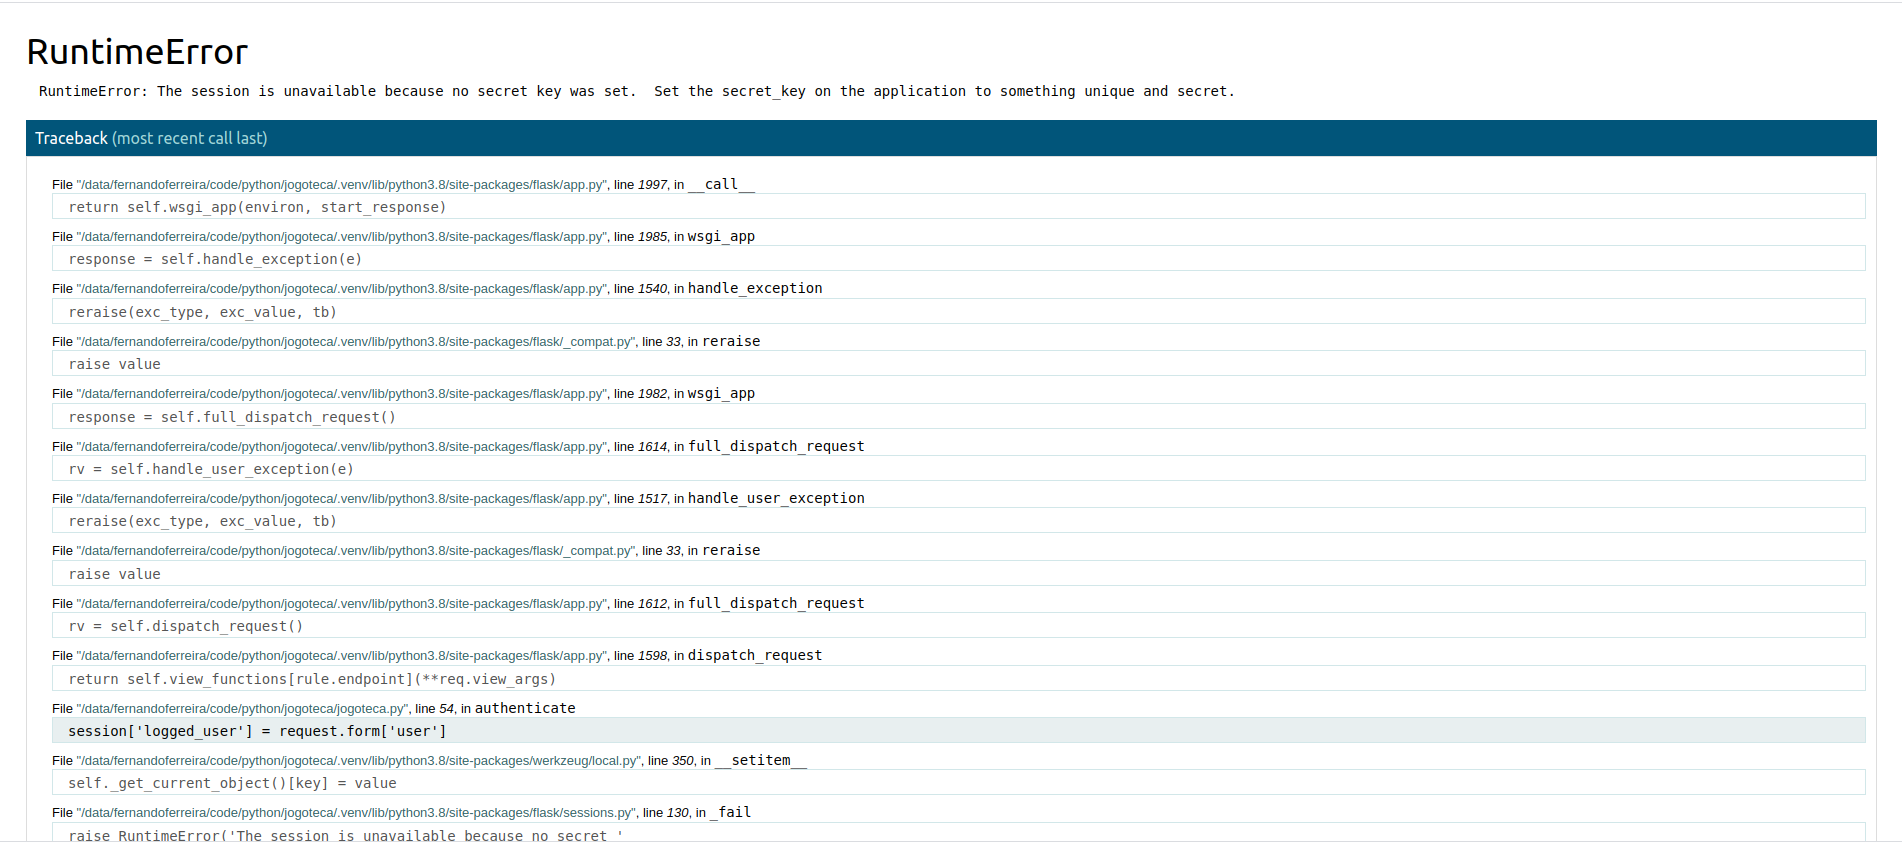 RuntimeError
RuntimeError: The session is unavailable because no secret key was set.  Set the secret_key on the application to something unique and secret.
Traceback (most recent call last)
File "/data/fernandoferreira/code/python/jogoteca/.venv/lib/python3.8/site-packages/flask/app.py", line 1997, in __call__
return self.wsgi_app(environ, start_response)
File "/data/fernandoferreira/code/python/jogoteca/.venv/lib/python3.8/site-packages/flask/app.py", line 1985, in wsgi_app
response = self.handle_exception(e)
File "/data/fernandoferreira/code/python/jogoteca/.venv/lib/python3.8/site-packages/flask/app.py", line 1540, in handle_exception
reraise(exc_type, exc_value, tb)
File "/data/fernandoferreira/code/python/jogoteca/.venv/lib/python3.8/site-packages/flask/_compat.py", line 33, in reraise
raise value
File "/data/fernandoferreira/code/python/jogoteca/.venv/lib/python3.8/site-packages/flask/app.py", line 1982, in wsgi_app
response = self.full_dispatch_request()
File "/data/fernandoferreira/code/python/jogoteca/.venv/lib/python3.8/site-packages/flask/app.py", line 1614, in full_dispatch_request
rv = self.handle_user_exception(e)
File "/data/fernandoferreira/code/python/jogoteca/.venv/lib/python3.8/site-packages/flask/app.py", line 1517, in handle_user_exception
reraise(exc_type, exc_value, tb)
File "/data/fernandoferreira/code/python/jogoteca/.venv/lib/python3.8/site-packages/flask/_compat.py", line 33, in reraise
raise value
File "/data/fernandoferreira/code/python/jogoteca/.venv/lib/python3.8/site-packages/flask/app.py", line 1612, in full_dispatch_request
rv = self.dispatch_request()
File "/data/fernandoferreira/code/python/jogoteca/.venv/lib/python3.8/site-packages/flask/app.py", line 1598, in dispatch_request
return self.view_functions[rule.endpoint](**req.view_args)
File "/data/fernandoferreira/code/python/jogoteca/jogoteca.py", line 54, in authenticate
session['logged_user'] = request.form['user']
File "/data/fernandoferreira/code/python/jogoteca/.venv/lib/python3.8/site-packages/werkzeug/local.py", line 350, in __setitem__
self._get_current_object()[key] = value
File "/data/fernandoferreira/code/python/jogoteca/.venv/lib/python3.8/site-packages/flask/sessions.py", line 130, in _fail
raise RuntimeError('The session is unavailable because no secret '